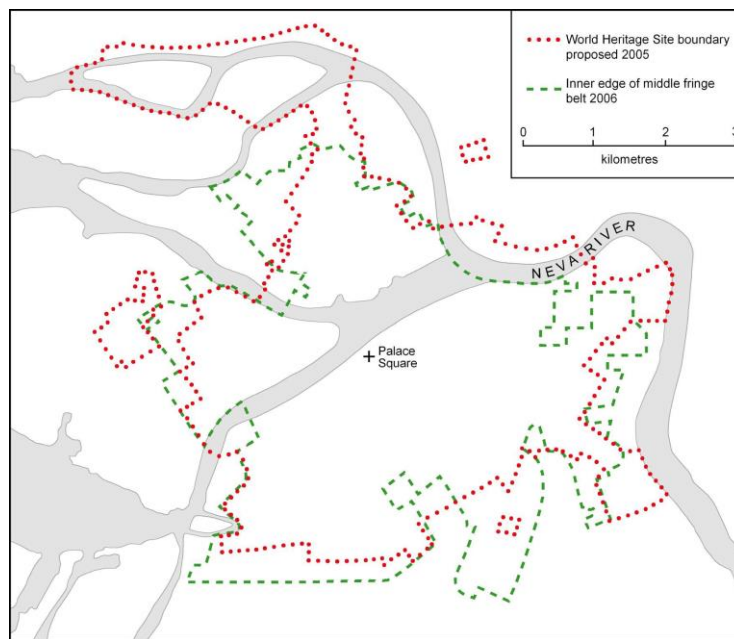 World Heritage Site boundary
proposed 2005
Inner edge of middle fringe
belt 2006
0 1 2 3
kilometres
NEVA RIVER
Palace
Square